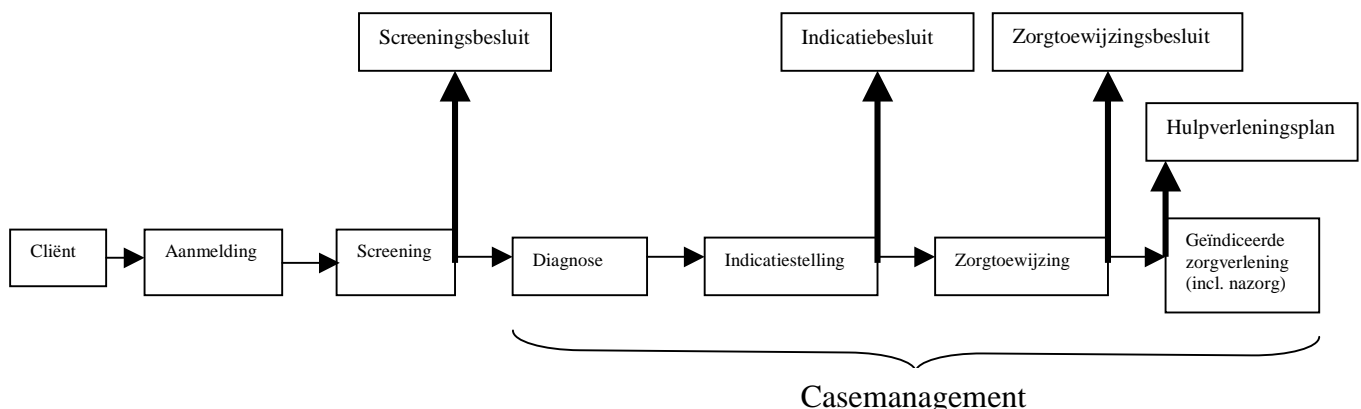 Screeningsbesluit
Indicatiebesluit
Zorgtoewijzingsbesluit
Hulpverleningsplan
Cliënt
Aanmelding
Screening
Diagnose
Indicatiestelling
Zorgtoewijzing
Geïndiceerde
zorgverlening
(incl. nazorg)
Casemanagement